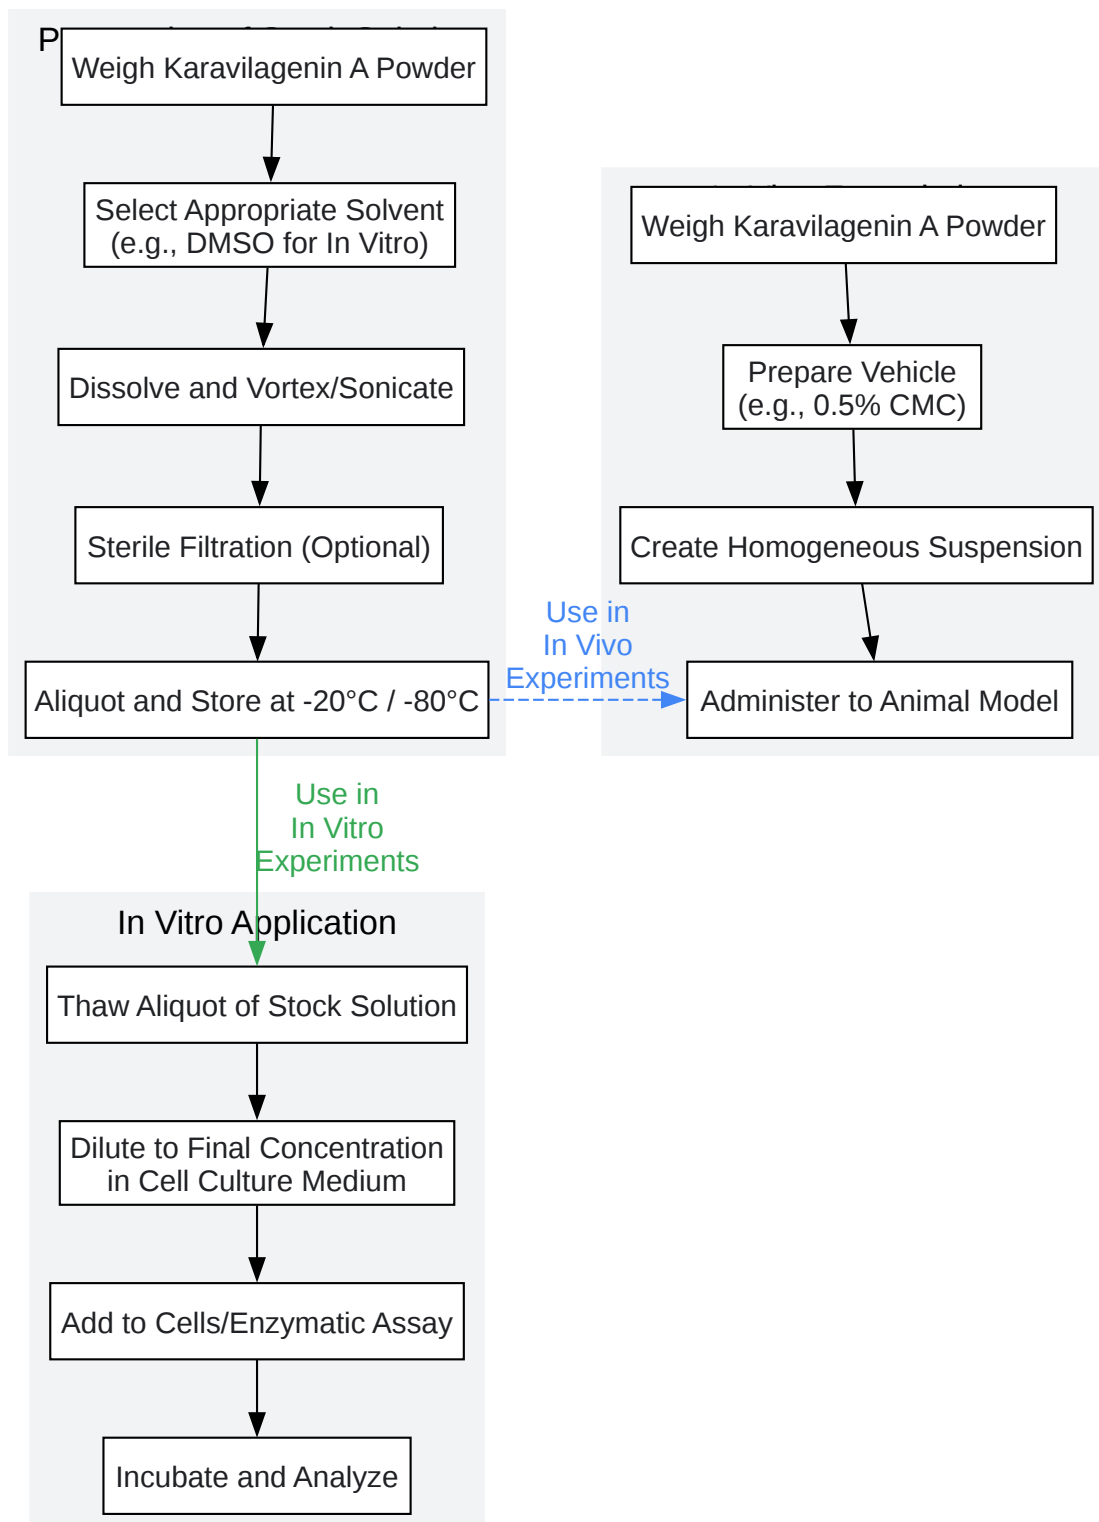 Weigh Karavilagenin A Powder
Select Appropriate Solvent
(e.g., DMSO for In Vitro)
Dissolve and Vortex/Sonicate
Sterile Filtration (Optional)
Aliquot and Store at -20°C / -80°C
Weigh Karavilagenin A Powder
Prepare Vehicle
(e.g., 0.5% CMC)
Create Homogeneous Suspension
Use in
In Vivo
Experiments
Administer to Animal Model
Use in
In Vitro
Experiments
In Vitro Application
Thaw Aliquot of Stock Solution
Dilute to Final Concentration
in Cell Culture Medium
Add to Cells/Enzymatic Assay
Incubate and Analyze